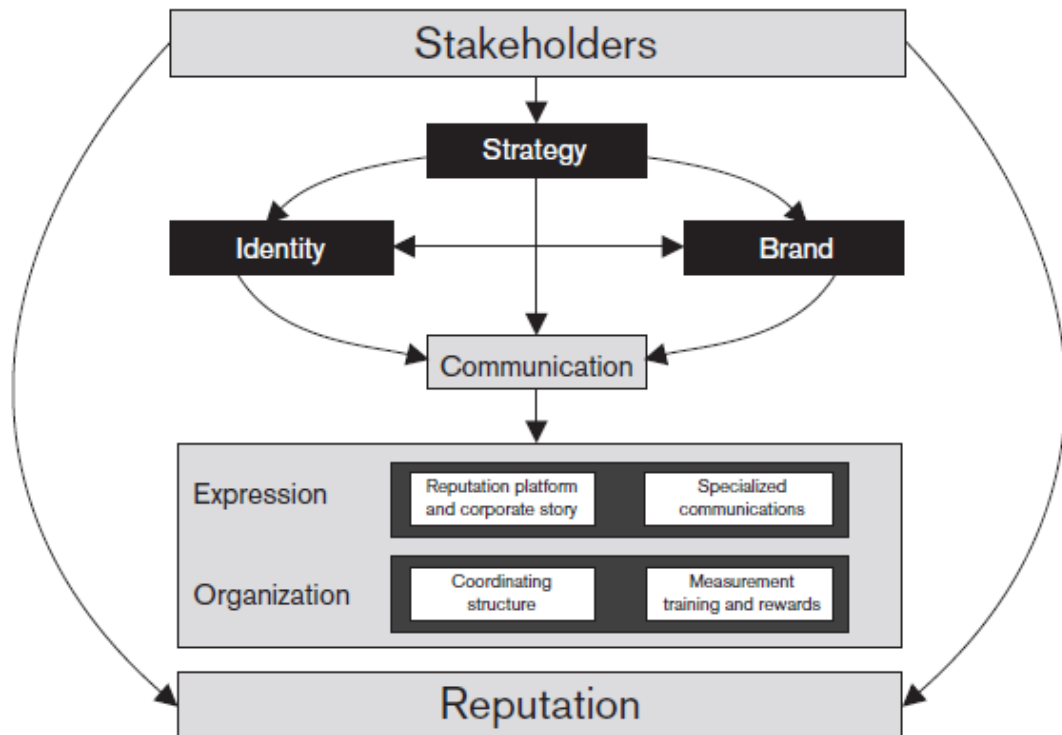 Stakeholders
Strategy
Identity
Brand
Communication
Expression
Reputation platform
and corporate story
Specialized
communications
Organization
Coordinating
structure
Measurement
training and rewards
Reputation